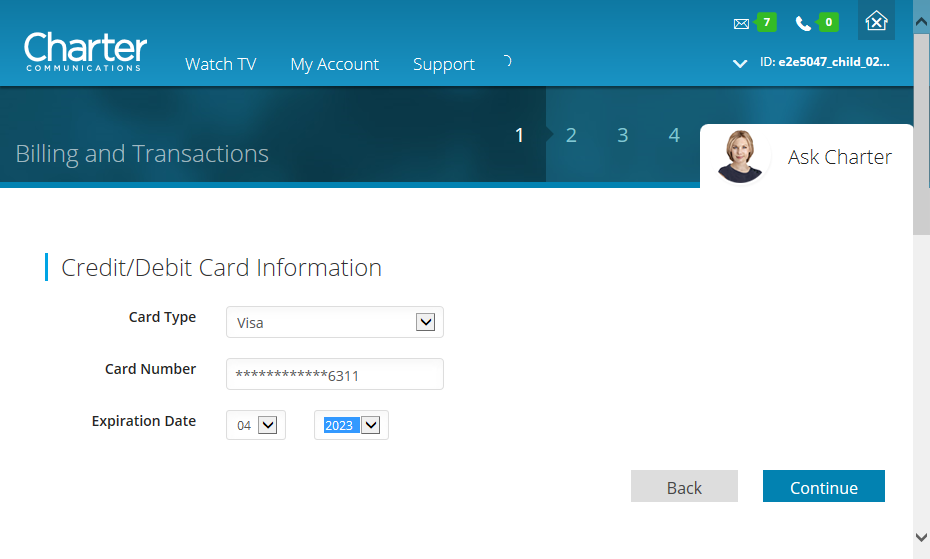 7
0
Charter
COMMUNICATIONS
Watch TV
My Account
Support
ID: e2e5047_child_02...
1
2
3
4
Billing and Transactions
Ask Charter
Credit/Debit Card Information
Card Type
Visa
Card Number
************6311
Expiration Date
04
2023
Back
Continue